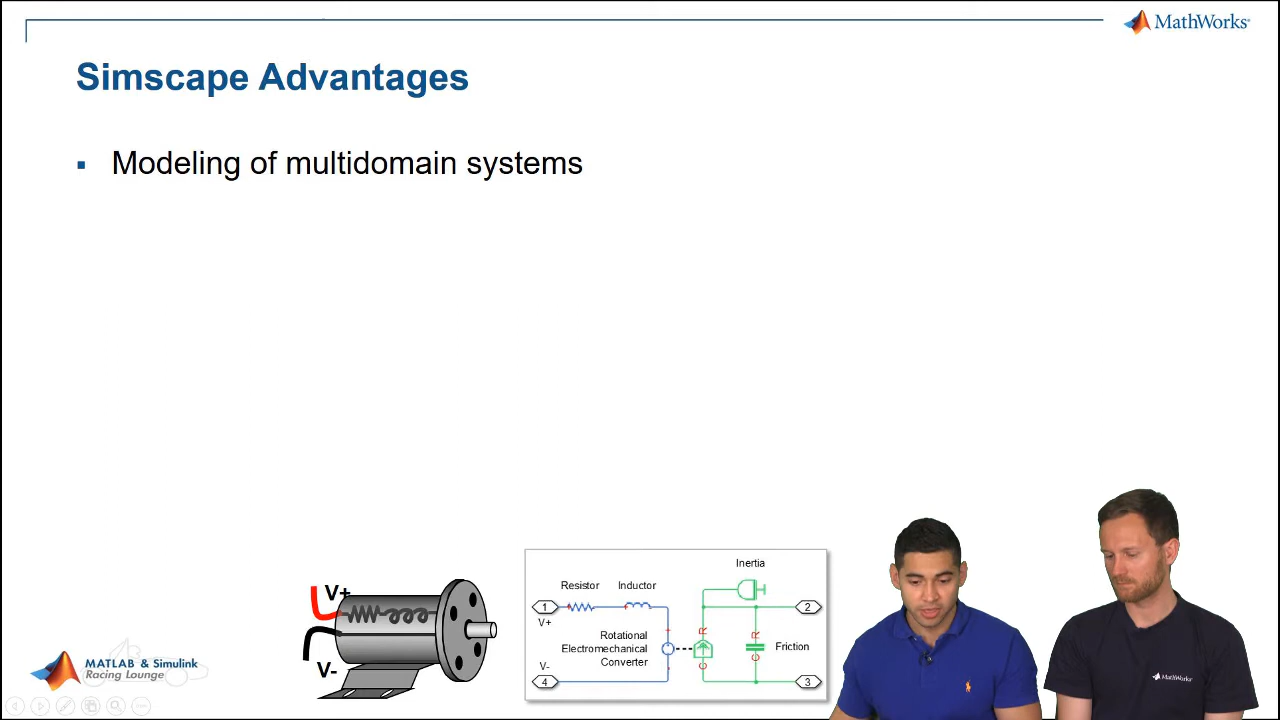 MathWorks®
Simscape Advantages
▪ Modeling of multidomain systems
V+
V-
Inertia
Resistor
Inductor
1
2
V+
R
R
Rotational
Electromechanical
Converter
Friction
V-
C
C
4
3
MATLAB & Simulink
Racing Lounge
MathWorks